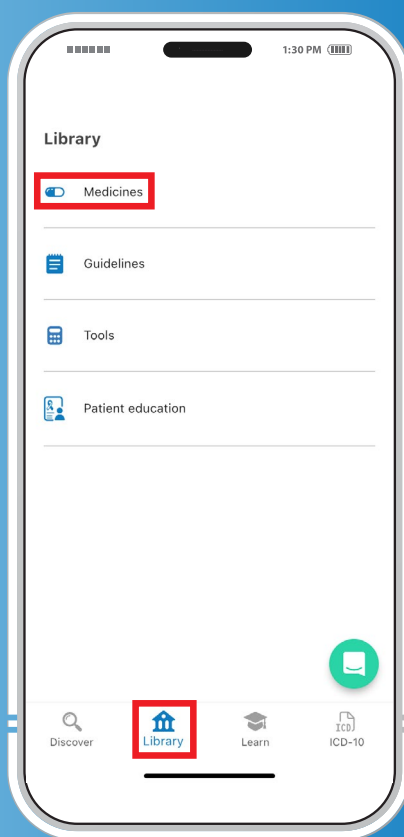 1:30 PM
Library
Medicines
Guidelines
Tools
Patient education
Discover
Library
Learn
ICD
ICD-10